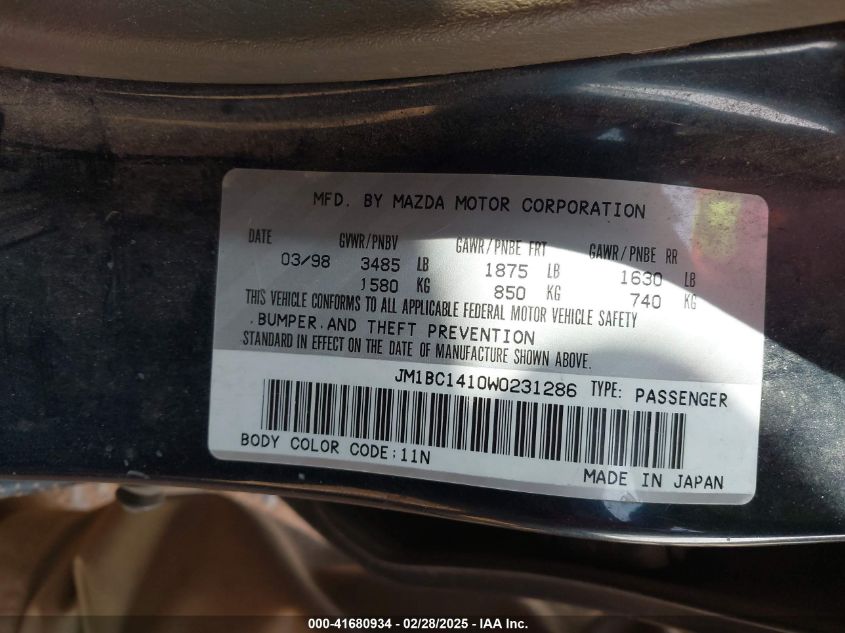 MFD. BY MAZDA MOTOR CORPORATION
DATE GVWR/PNBV GAWR/PNBE FRT GAWR/PNBE RR
03/98 3485 LB 1875 LB 1630 LB
1580 KG 850 KG 740 KG
THIS VEHICLE CONFORMS TO ALL APPLICABLE FEDERAL MOTOR VEHICLE SAFETY
.BUMPER.AND THEFT PREVENTION
STANDARD IN EFFECT ON THE DATE OF MANUFACTURE SHOWN ABOVE.
JM1BC1410W0231286 TYPE: PASSENGER
BODY COLOR CODE:11N
MADE IN JAPAN
000-41680934 - 02/28/2025 - © IAA, Inc.